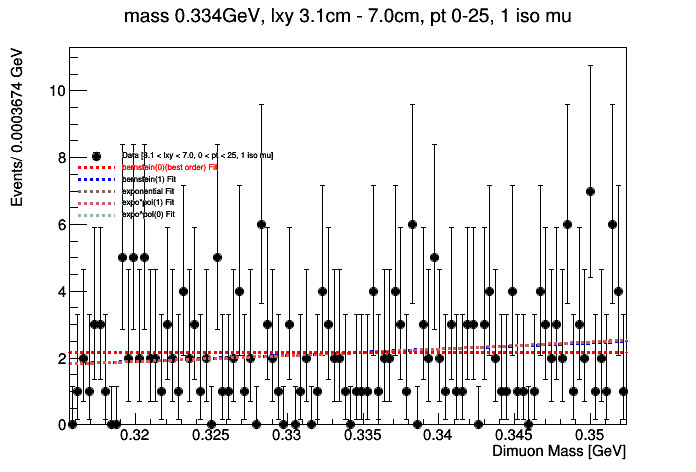 mass 0.334GeV, lxy 3.1cm - 7.0cm, pt 0-25, 1 iso mu
Events/ 0.0003674 GeV
10
8
6
4
2
0
Data [3.1 < lxy < 7.0, 0 < pt < 25, 1 iso mu]
bernstein(0)(best order) Fit
bernstein(1) Fit
exponential Fit
expo*pol(1) Fit
expo*pol(0) Fit
0.32 0.325 0.33 0.335 0.34 0.345 0.35
Dimuon Mass [GeV]